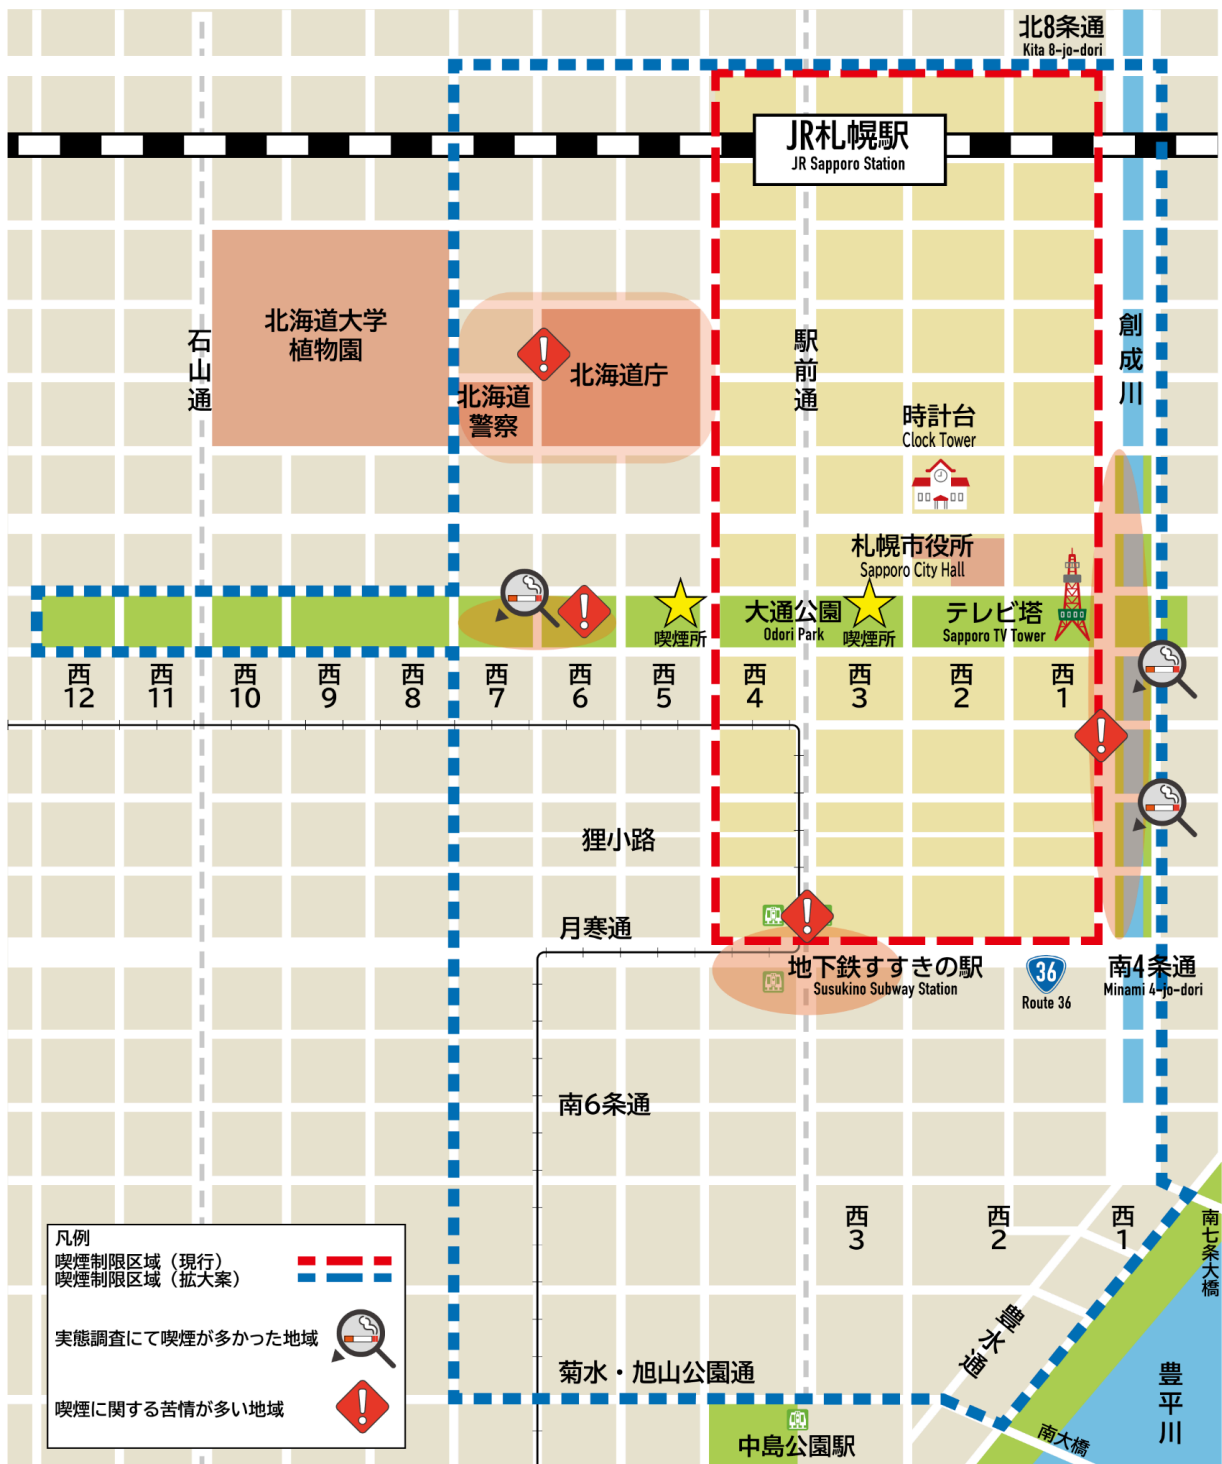 北8条通
Kita 8-jo-dori
JR札幌駅
JR Sapporo Station
北海道大学
植物園
石山通
北海道庁
北海道
警察
駅前通
創成川
時計台
Clock Tower
札幌市役所
Sapporo City Hall
喫煙所
大通公園
Odori Park
喫煙所
テレビ塔
Sapporo TV Tower
西
12
西
11
西
10
西
9
西
8
西
7
西
6
西
5
西
4
西
3
西
2
西
1
狸小路
月寒通
地下鉄すすきの駅
Susukino Subway Station
36
Route 36
南4条通
Minami 4-jo-dori
南6条通
西
3
西
2
西
1
南七条大橋
豊水通
菊水・旭山公園通
豊平川
南大橋
中島公園駅
凡例
喫煙制限区域（現行）
喫煙制限区域（拡大案）
実態調査にて喫煙が多かった地域
喫煙に関する苦情が多い地域